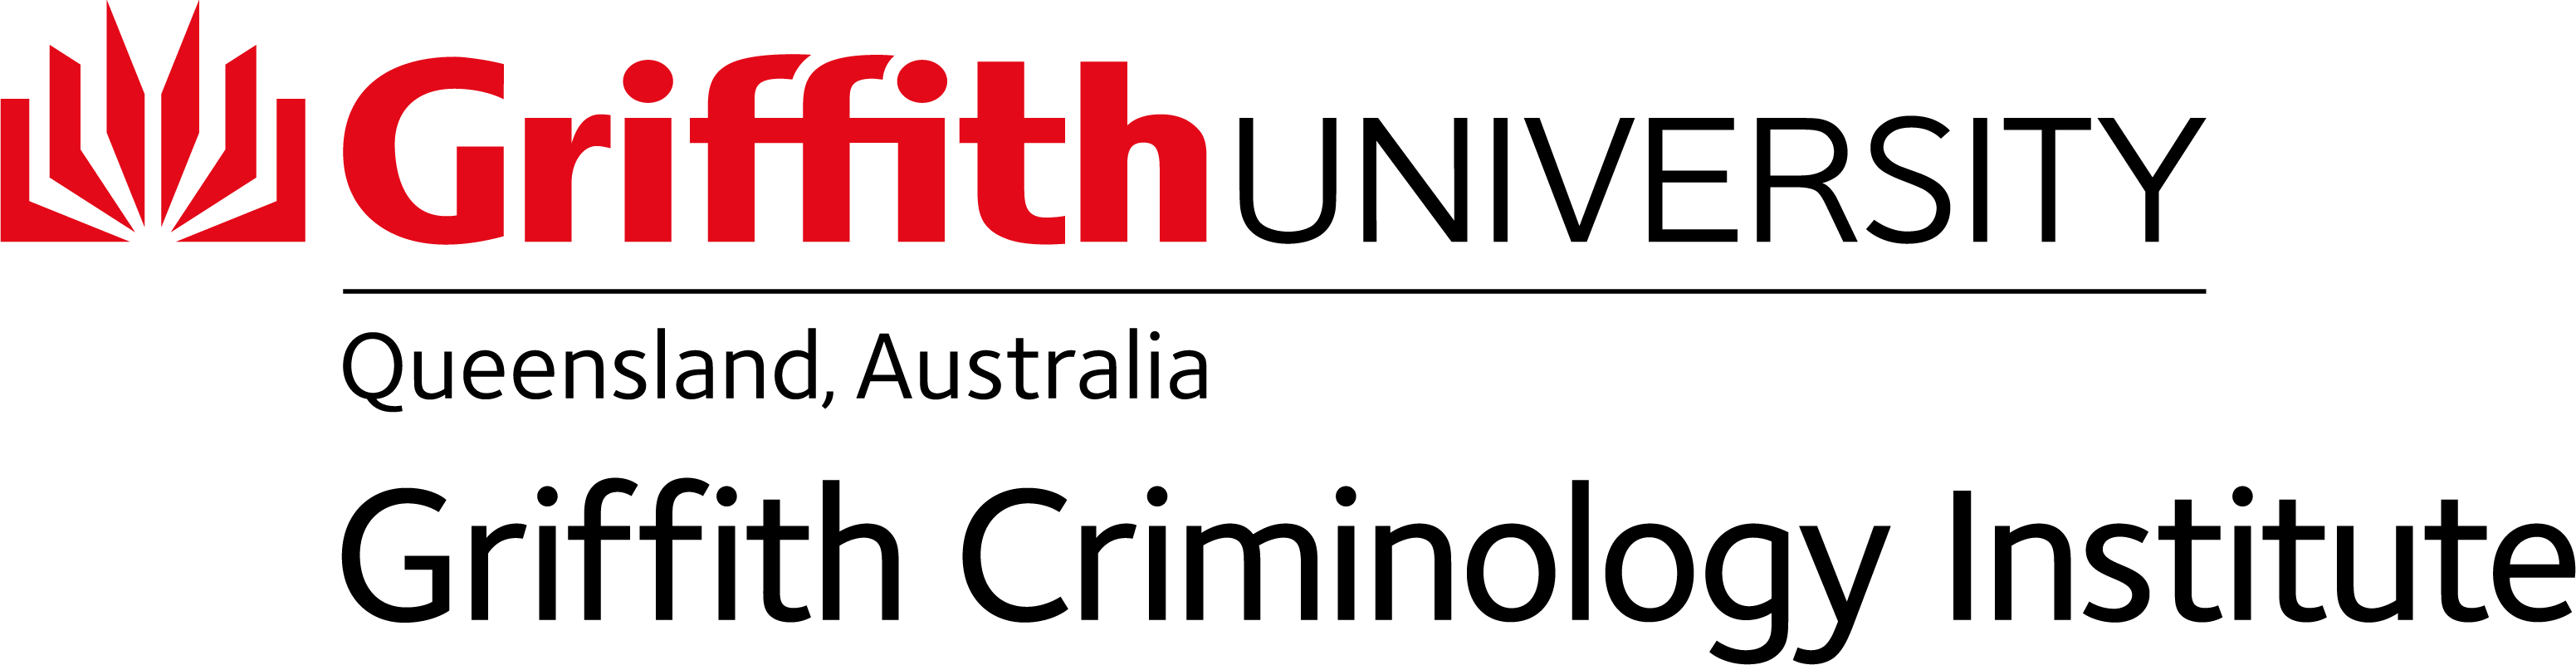 Griffith UNIVERSITY
Queensland, Australia
Griffith Criminology Institute